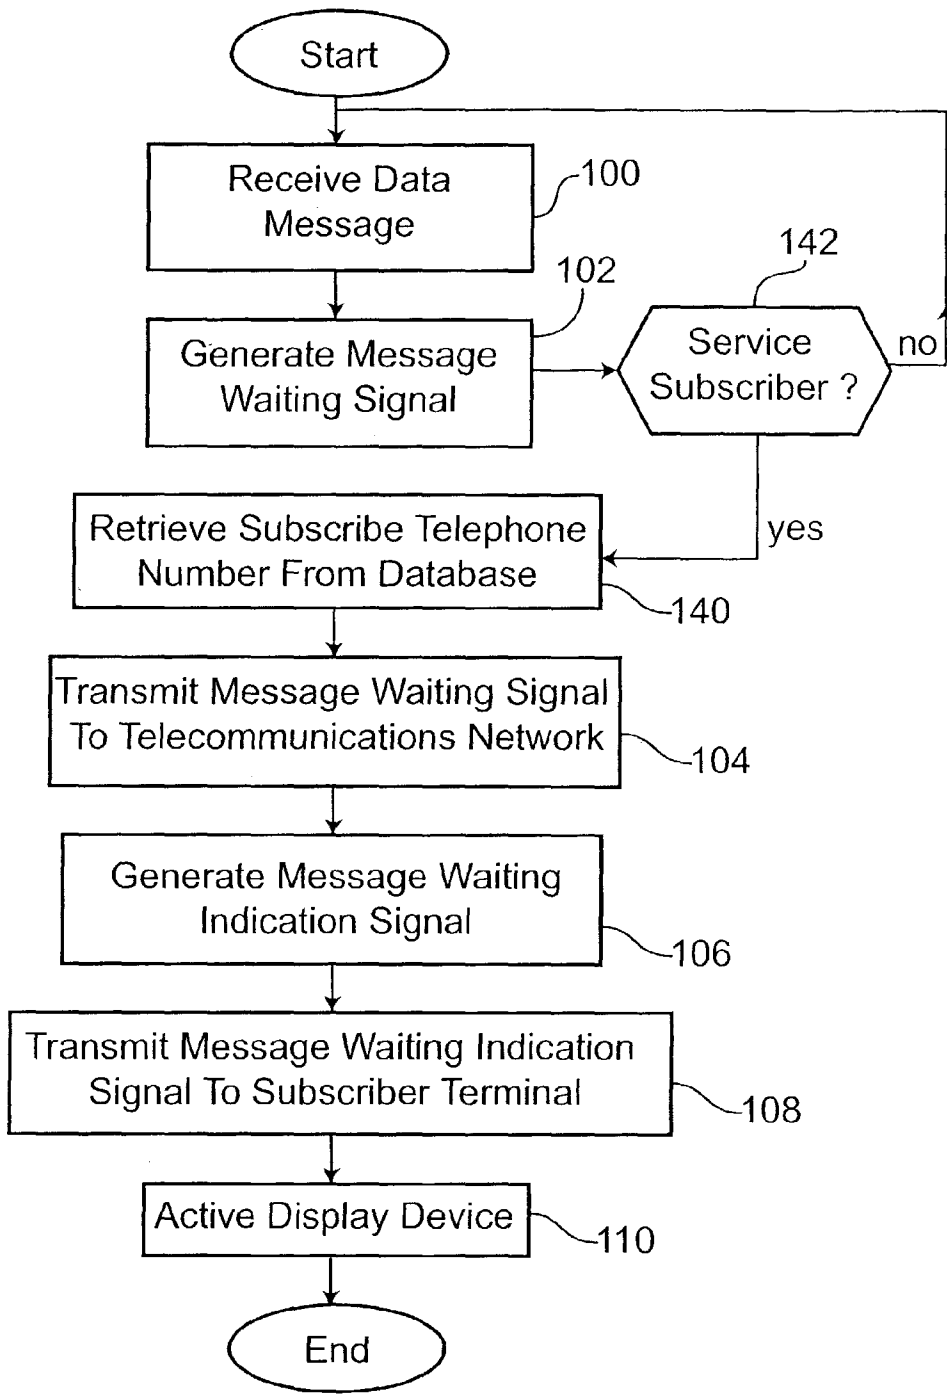 Start
Receive Data
Message
100
102
142
Generate Message
Waiting Signal
Service
Subscriber ?
no
yes
Retrieve Subscribe Telephone
Number From Database
140
Transmit Message Waiting Signal
To Telecommunications Network
104
Generate Message Waiting
Indication Signal
106
Transmit Message Waiting Indication
Signal To Subscriber Terminal
108
Active Display Device
110
End